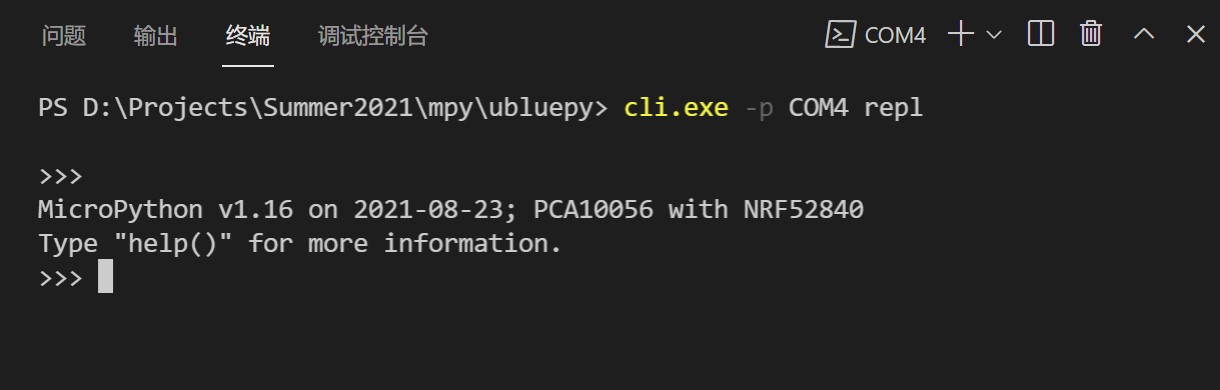 问题 输出 终端 调试控制台 COM4
PS D:\Projects\Summer2021\mpy\ubluepy> cli.exe -p COM4 repl
>>>
MicroPython v1.16 on 2021-08-23; PCA10056 with NRF52840
Type "help()" for more information.
>>>